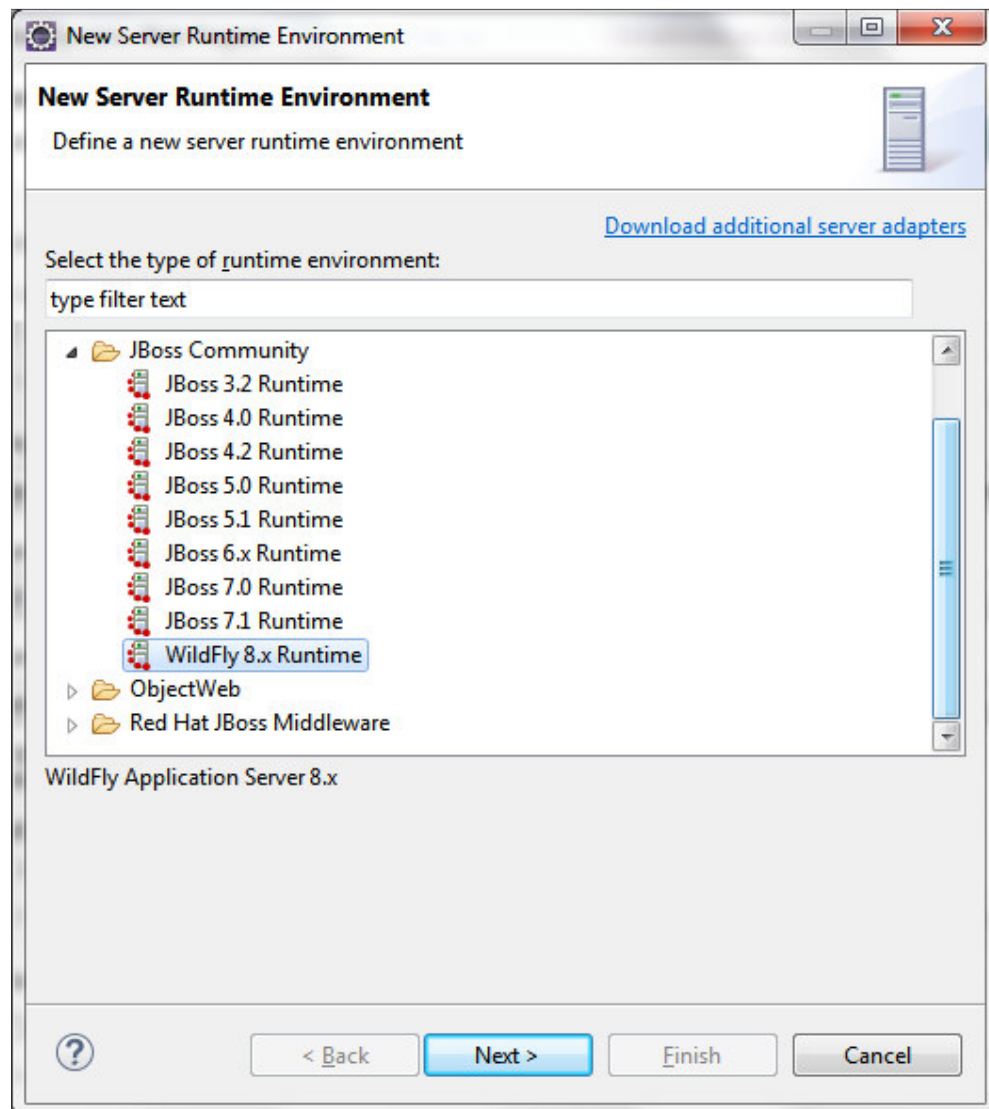 New Server Runtime Environment
New Server Runtime Environment
Define a new server runtime environment
Download additional server adapters
Select the type of runtime environment:
type filter text
JBoss Community
JBoss 3.2 Runtime
JBoss 4.0 Runtime
JBoss 4.2 Runtime
JBoss 5.0 Runtime
JBoss 5.1 Runtime
JBoss 6.x Runtime
JBoss 7.0 Runtime
JBoss 7.1 Runtime
WildFly 8.x Runtime
ObjectWeb
Red Hat JBoss Middleware
WildFly Application Server 8.x
? < Back Next > Finish Cancel